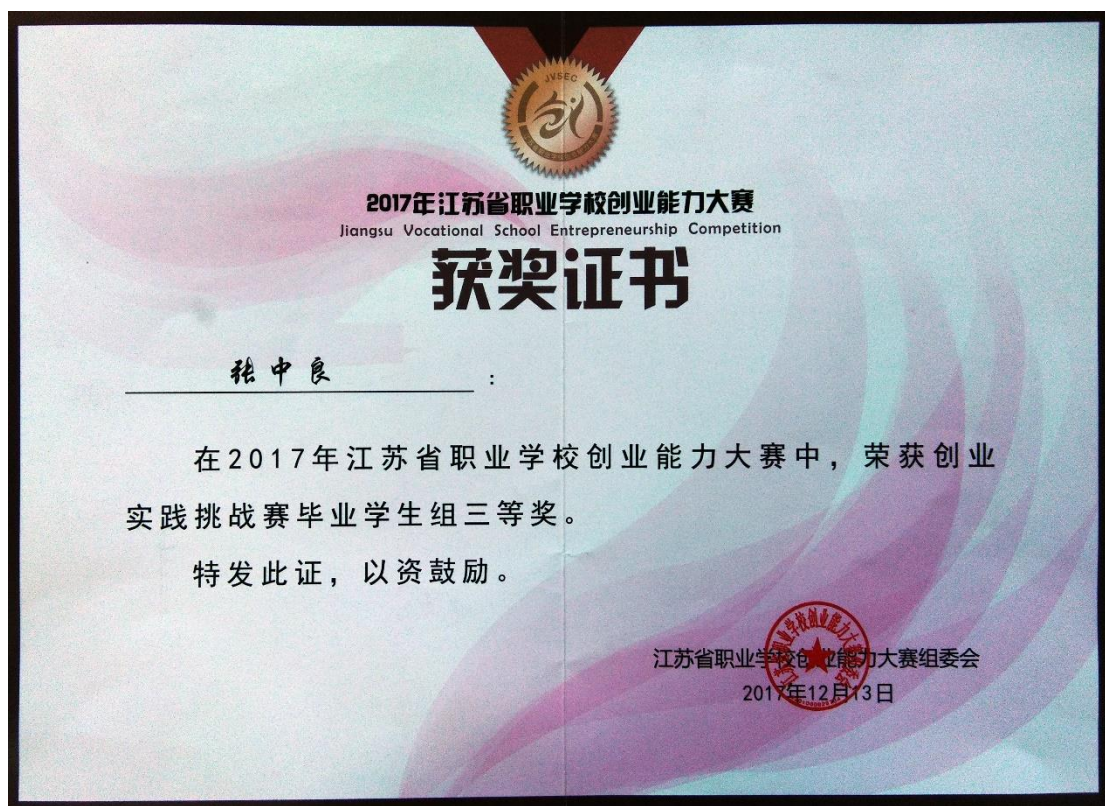 JVSEC
2017年江苏省职业学校创业能力大赛
Jiangsu Vocational School Entrepreneurship Competition
获奖证书
张中良：
在2017年江苏省职业学校创业能力大赛中，荣获创业
实践挑战赛毕业学生组三等奖。
特发此证，以资鼓励。
江苏省职业学校创业能力大赛组委会
2017年12月13日